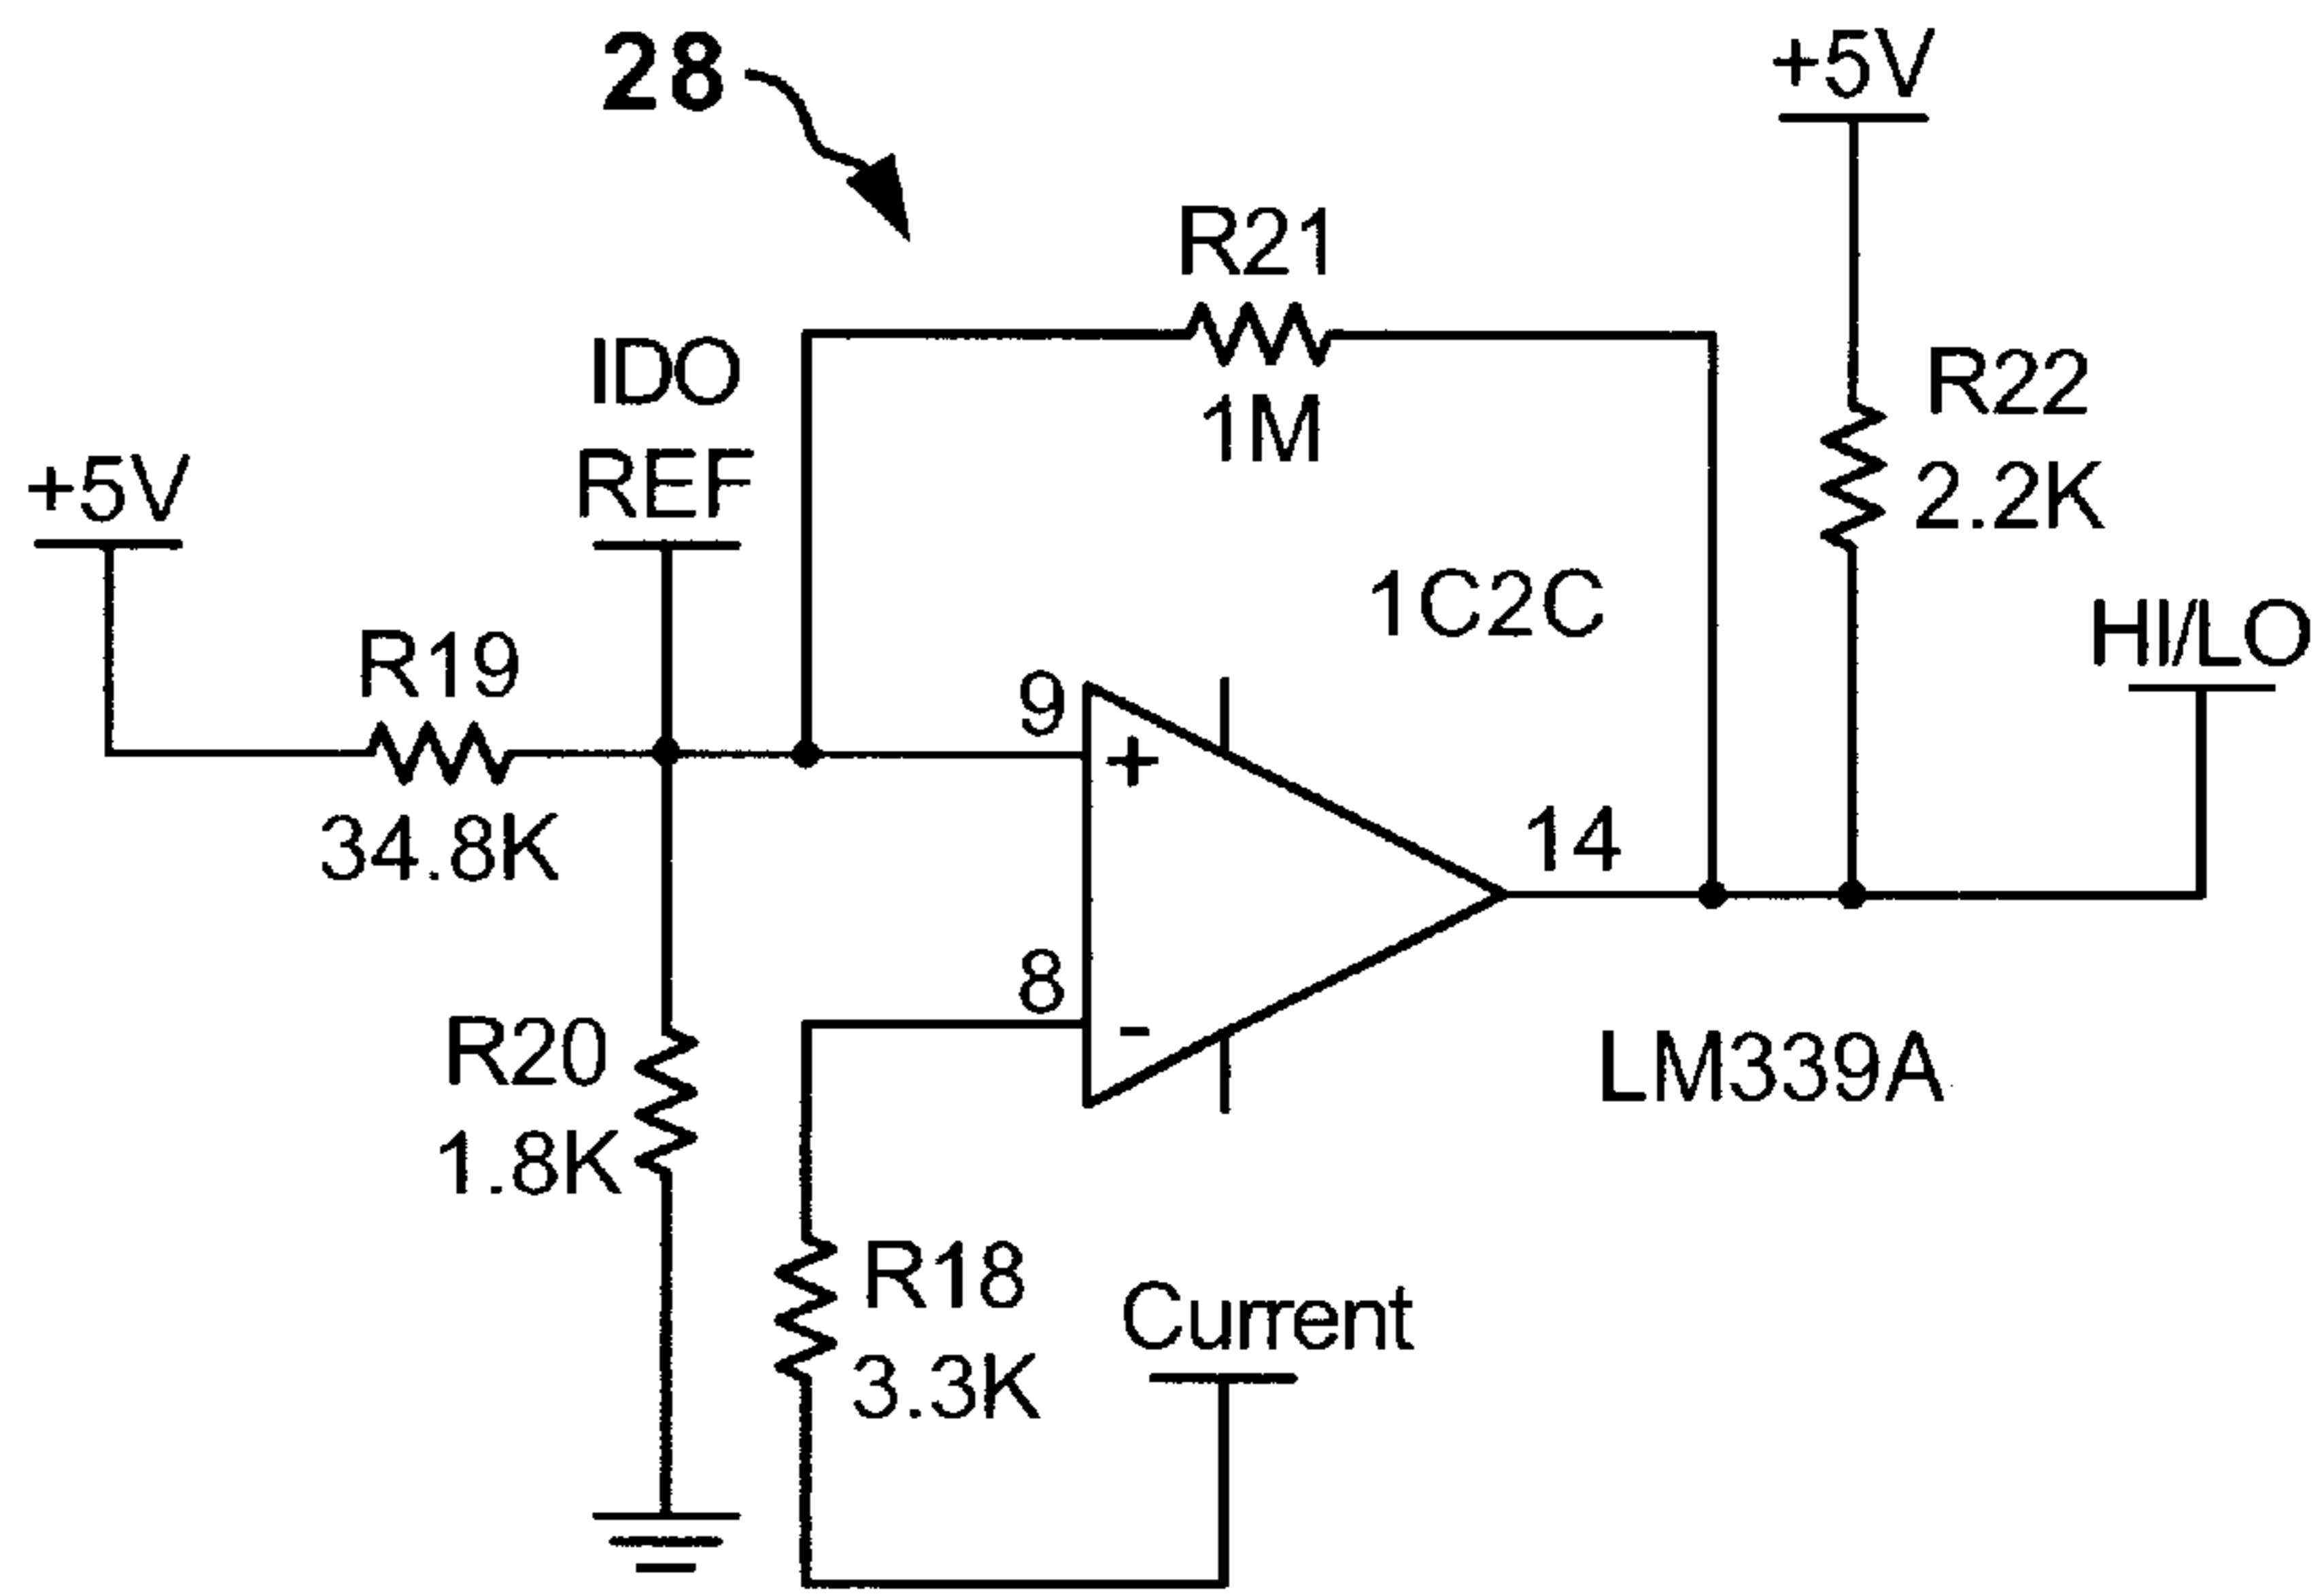 28
+5V
R21
1M
IDO
REF
R22
2.2K
+5V
1C2C
HI/LO
R19
34.8K
9
+
14
8
-
R20
1.8K
LM339A
R18
3.3K
Current